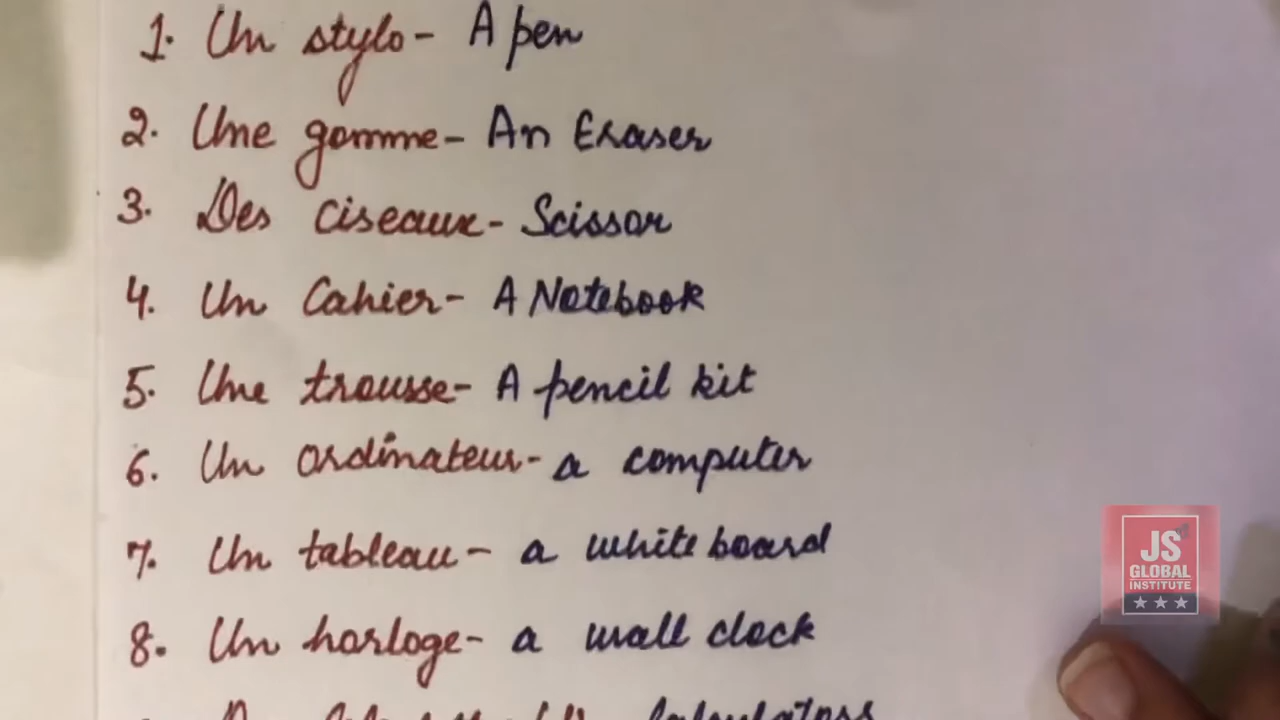 1. Un stylo- A pen
2. Une gomme- An Eraser
3. Des ciseaux- Scissor
4. Un Cahier- A Notebook
5. Une trousse- A pencil kit
6. Un ordinateur- a computer
7. Un tableau- a white board
8. Un horloge- a wall clock
Calculators
JS
GLOBAL
INSTITUTE